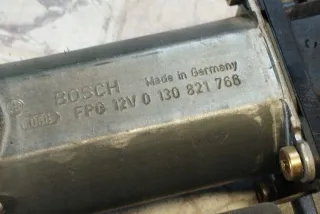 BOSCH Made in Germany
FPG 12V 0 130 821 768